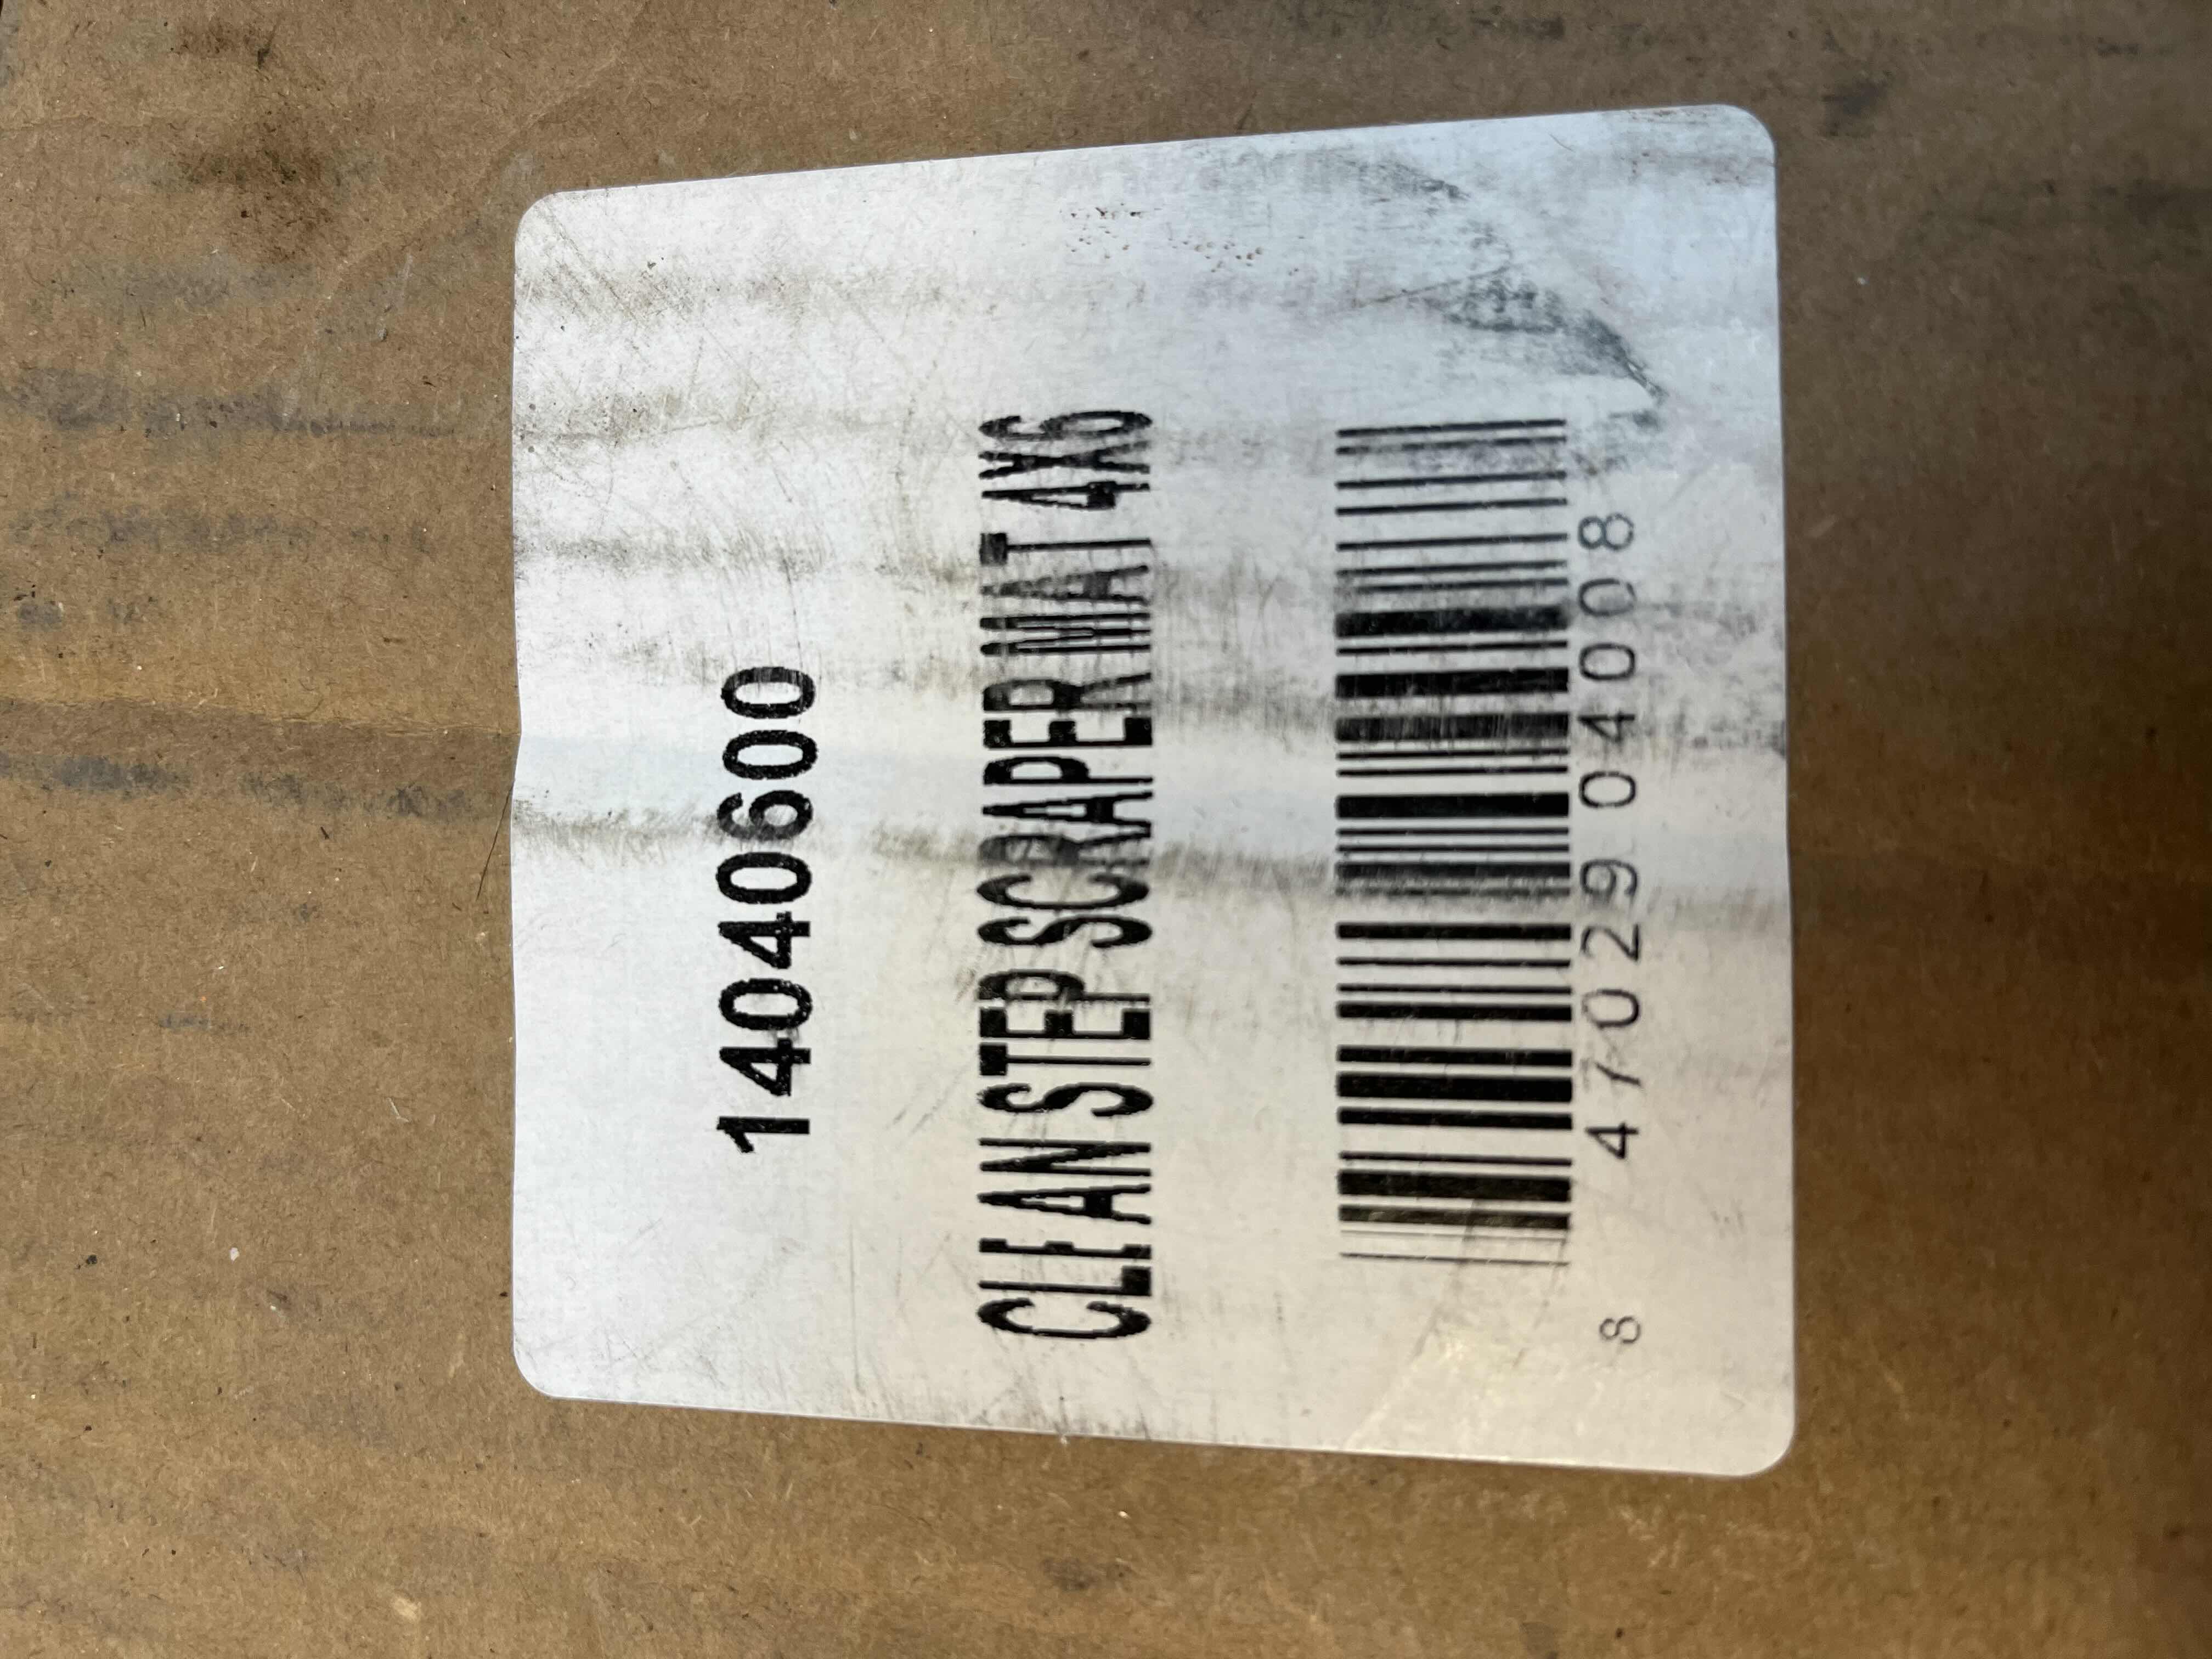 14040600
CLEAN STEP SCRAPER MAT 4X6
8 47029 04008